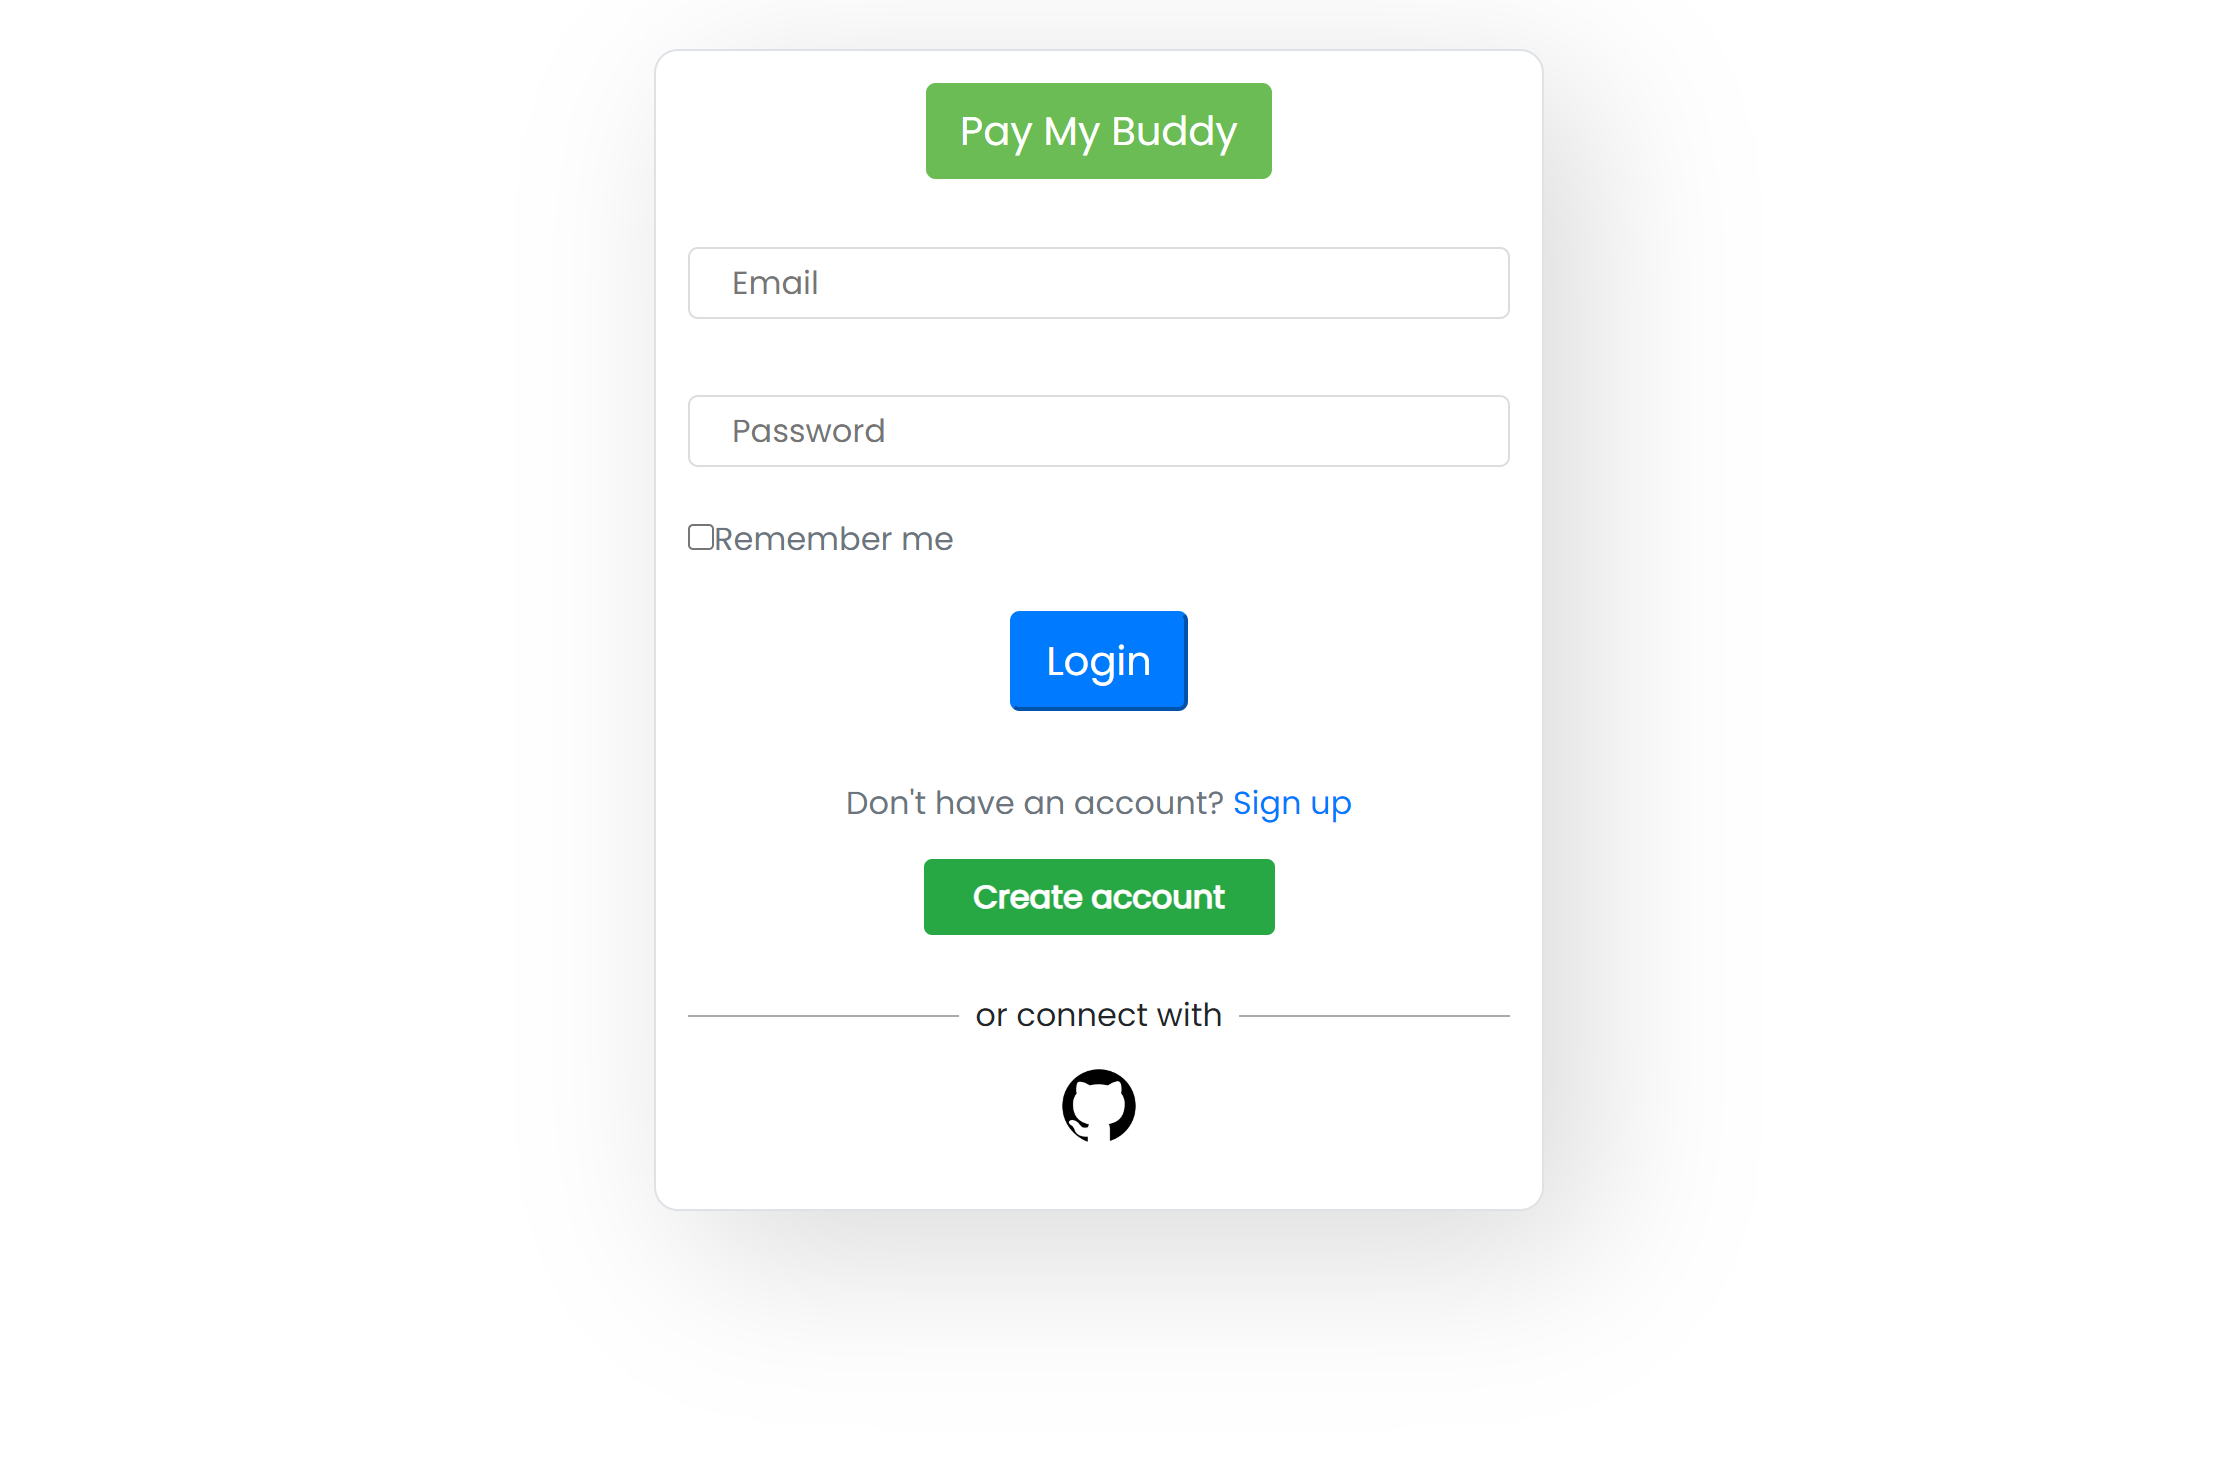 Pay My Buddy
Email
Password
Remember me
Login
Don't have an account? Sign up
Create account
or connect with